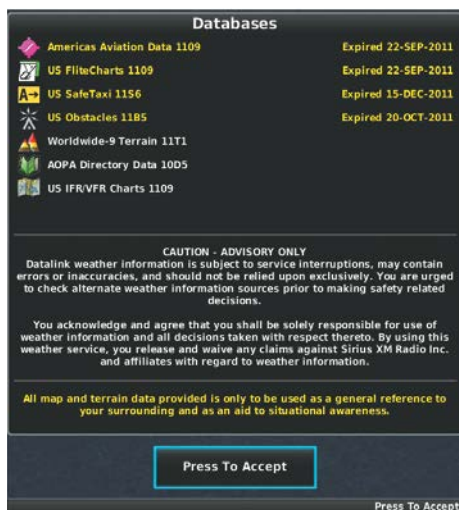 Databases
Americas Aviation Data 1109 Expired 22-SEP-2011
US FliteCharts 1109 Expired 22-SEP-2011
A→ US SafeTaxi 11S6 Expired 15-DEC-2011
US Obstacles 11B5 Expired 20-OCT-2011
Worldwide-9 Terrain 11T1
AOPA Directory Data 10D5
US IFR/VFR Charts 1109
CAUTION - ADVISORY ONLY
Datalink weather information is subject to service interruptions, may contain
errors or inaccuracies, and should not be relied upon exclusively. You are urged
to check alternate weather information sources prior to making safety related
decisions.
You acknowledge and agree that you shall be solely responsible for use of
weather information and all decisions taken with respect thereto. By using this
weather service, you release and waive any claims against Sirius XM Radio Inc.
and affiliates with regard to weather information.
All map and terrain data provided is only to be used as a general reference to
your surrounding and as an aid to situational awareness.
Press To Accept
Press To Accept